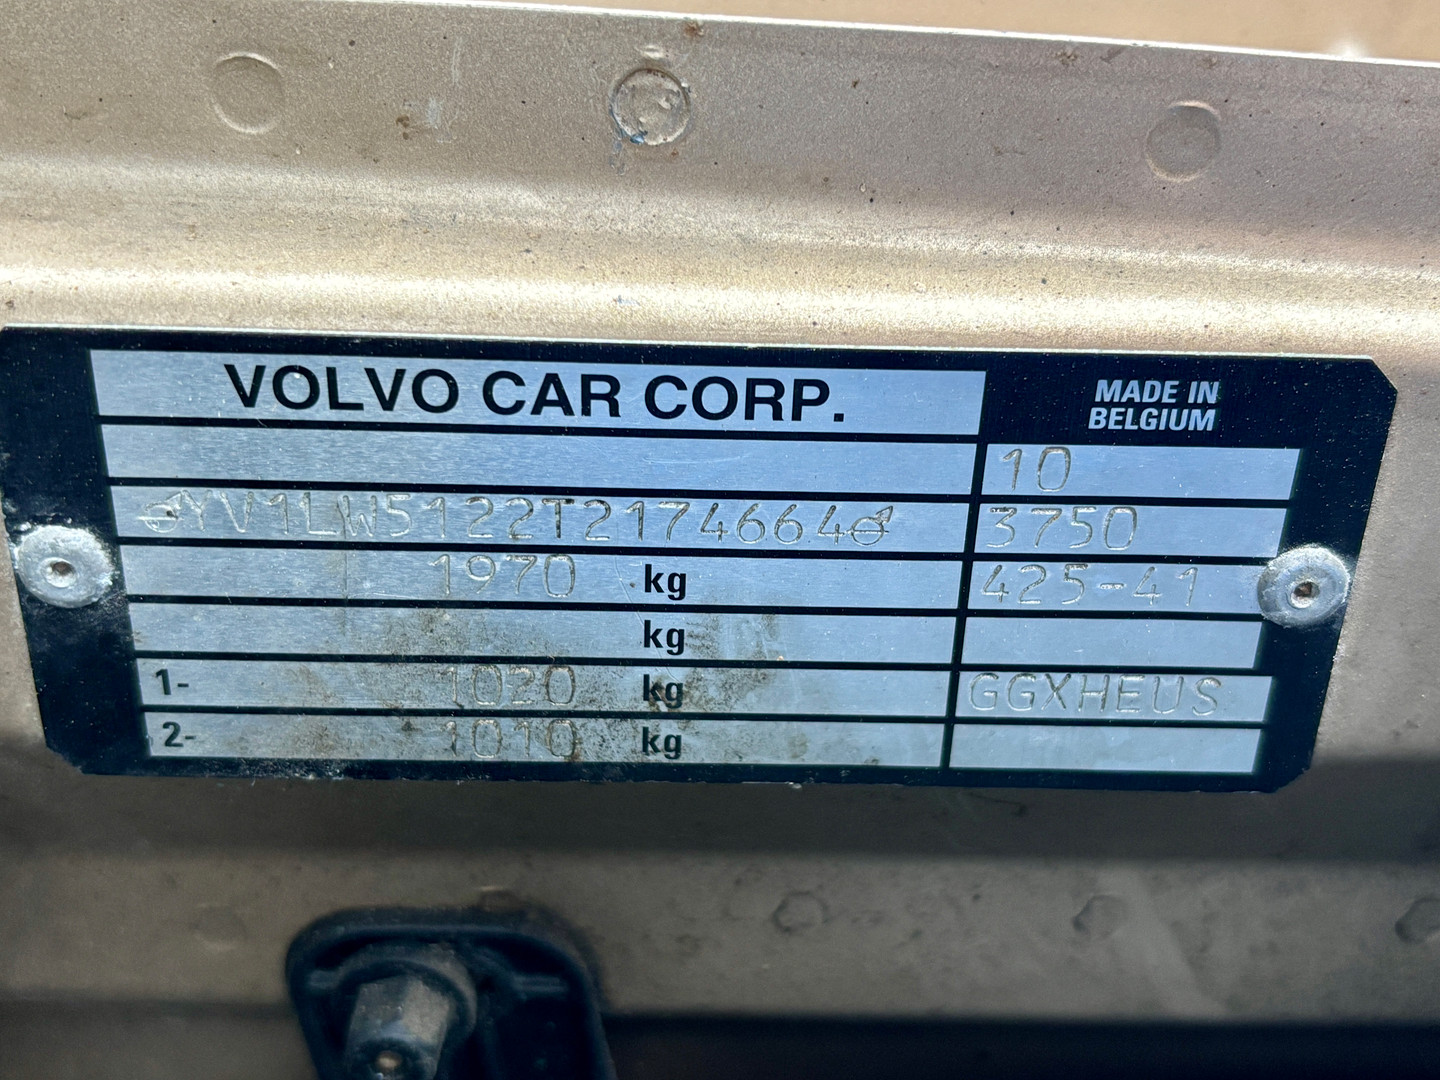 VOLVO CAR CORP.
MADE IN
BELGIUM
10
YV1LW5122T2174664
3750
1970 kg
425-41
kg
1- 1020 kg
GGXHEUS
2- 1010 kg